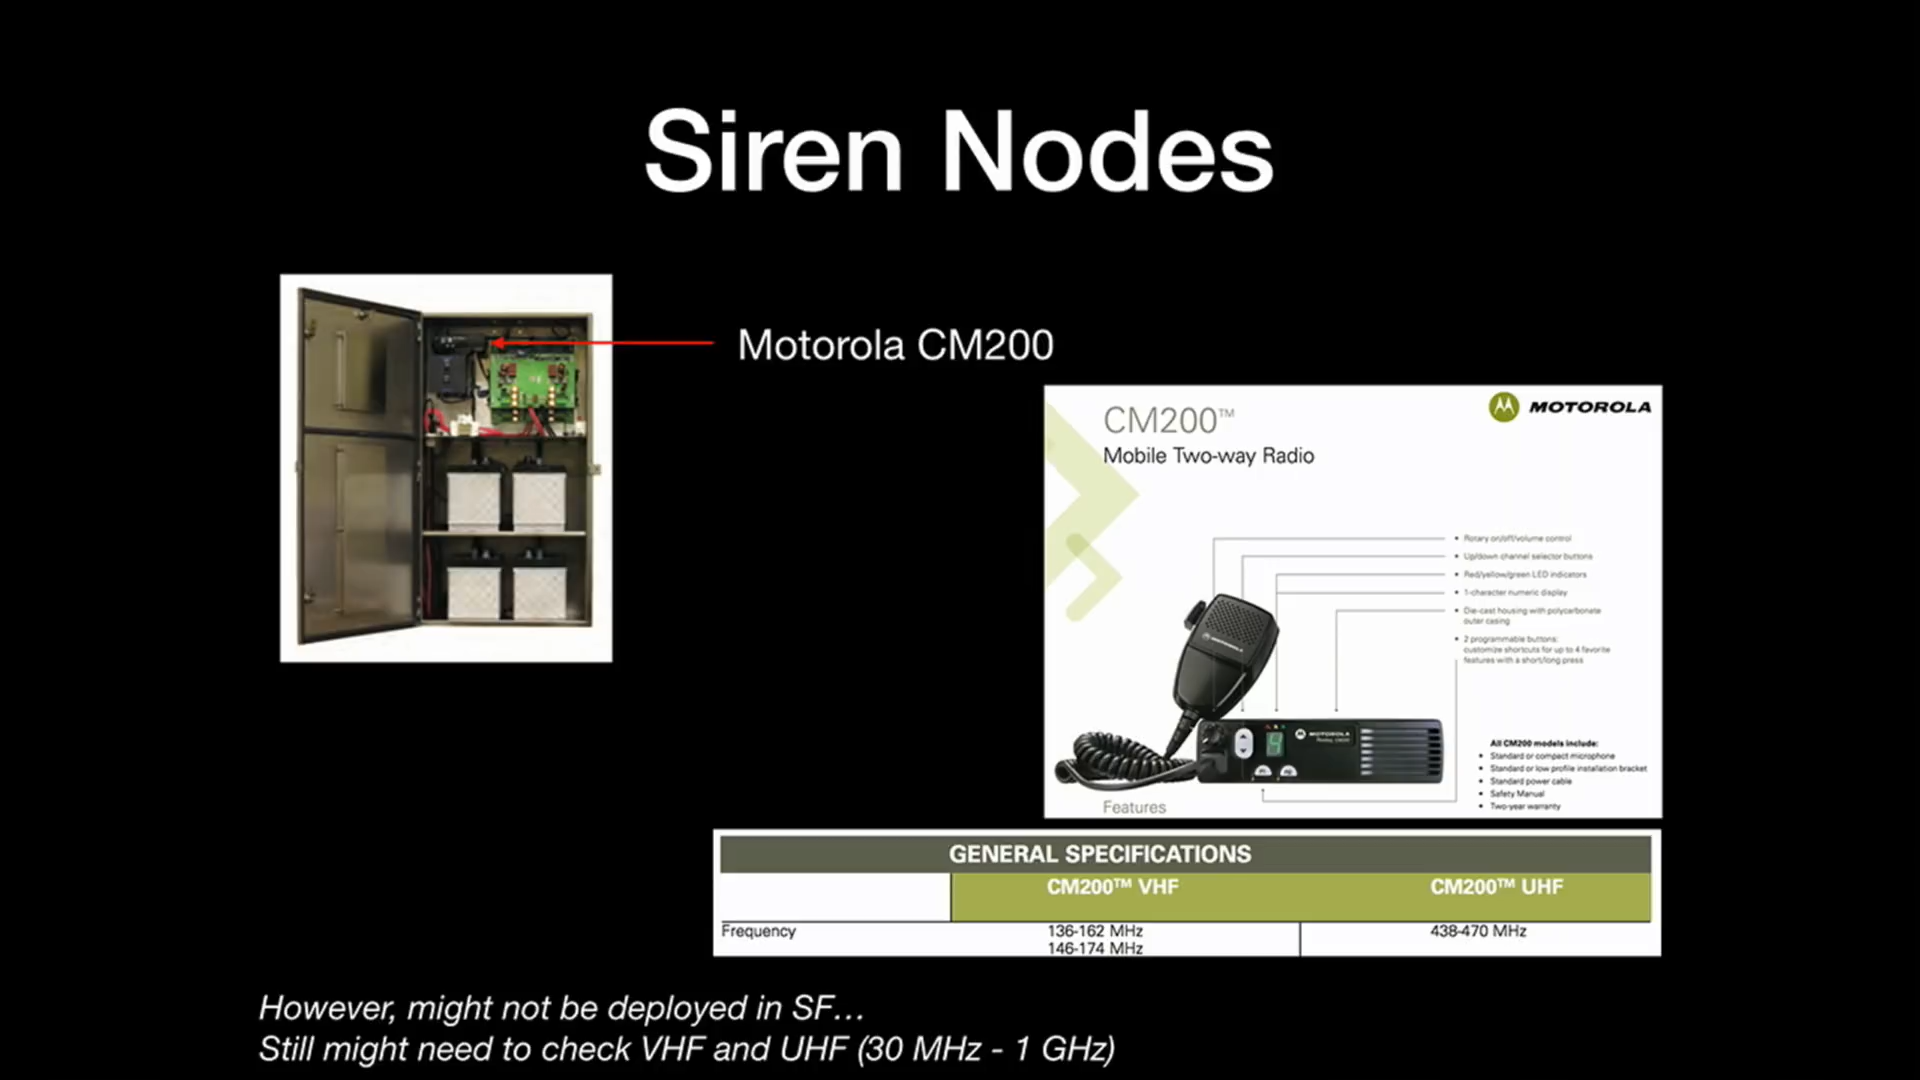 Siren Nodes
Motorola CM200
CM200™
MOTOROLA
Mobile Two-way Radio
• Rotary on/off/volume control
• Up/down channel selector buttons
• Red/yellow/green LED indicators
• 1-character numeric display
• Die-cast housing with polycarbonate
outer casing
• 2 programmable buttons:
customize shortcuts for up to 4 favorite
features with a short/long press
MOTOROLA
MOTOROLA
4
All CM200 models include:
• Standard or compact microphone
• Standard or low profile installation bracket
• Standard power cable
• Safety Manual
• Two-year warranty
Features
GENERAL SPECIFICATIONS
CM200™ VHF CM200™ UHF
Frequency 136-162 MHz 438-470 MHz
146-174 MHz
However, might not be deployed in SF...
Still might need to check VHF and UHF (30 MHz - 1 GHz)